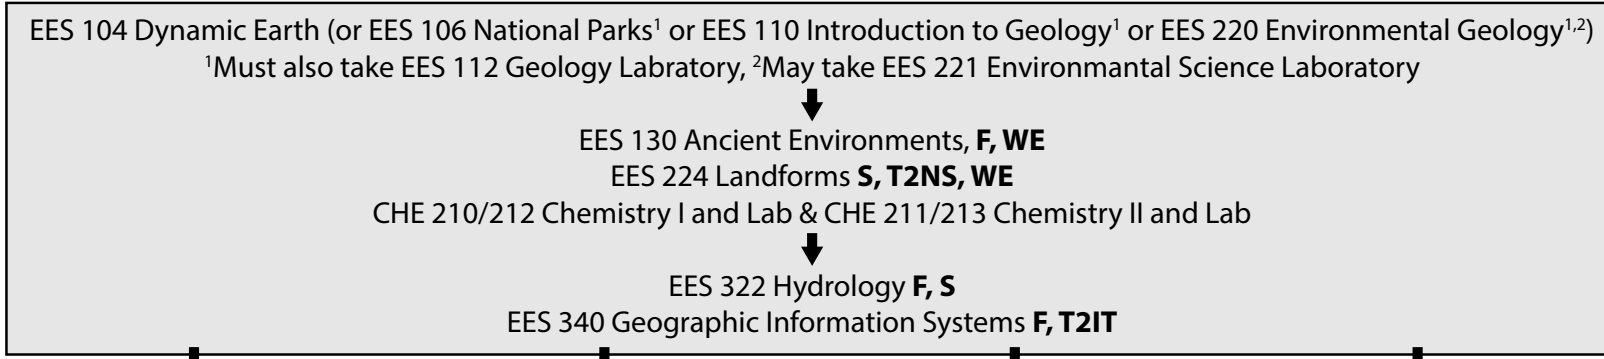 EES 104 Dynamic Earth (or EES 106 National Parks¹ or EES 110 Introduction to Geology¹ or EES 220 Environmental Geology¹,²)
¹Must also take EES 112 Geology Labratory, ²May take EES 221 Environmantal Science Laboratory
EES 130 Ancient Environments, F, WE
EES 224 Landforms S, T2NS, WE
CHE 210/212 Chemistry I and Lab & CHE 211/213 Chemistry II and Lab
EES 322 Hydrology F, S
EES 340 Geographic Information Systems F, T2IT